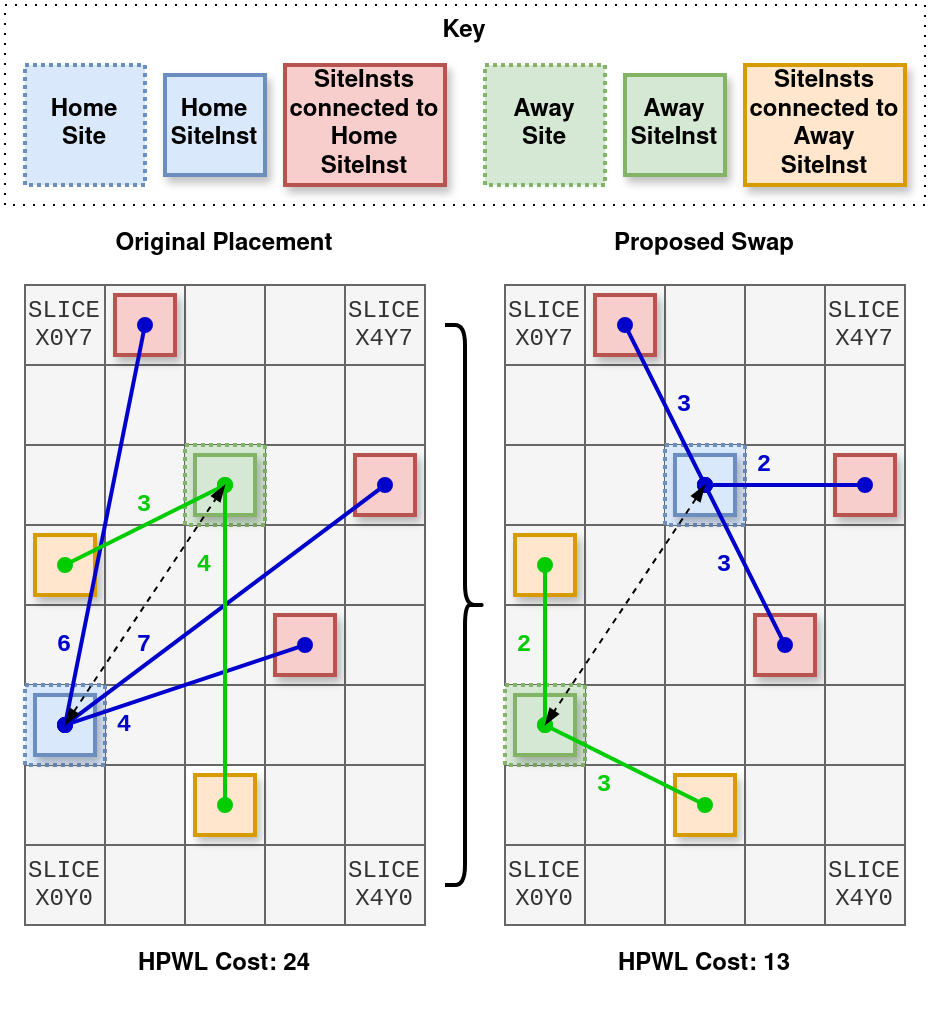 Key
Home
Site
Home
SiteInst
SiteInsts
connected to
Home
SiteInst
Away
Site
Away
SiteInst
SiteInsts
connected to
Away
SiteInst
Original Placement
Proposed Swap
SLICE
X0Y7
SLICE
X4Y7
3
4
6
7
4
SLICE
X0Y0
SLICE
X4Y0
HPWL Cost: 24
SLICE
X0Y7
SLICE
X4Y7
3
2
3
2
3
SLICE
X0Y0
SLICE
X4Y0
HPWL Cost: 13